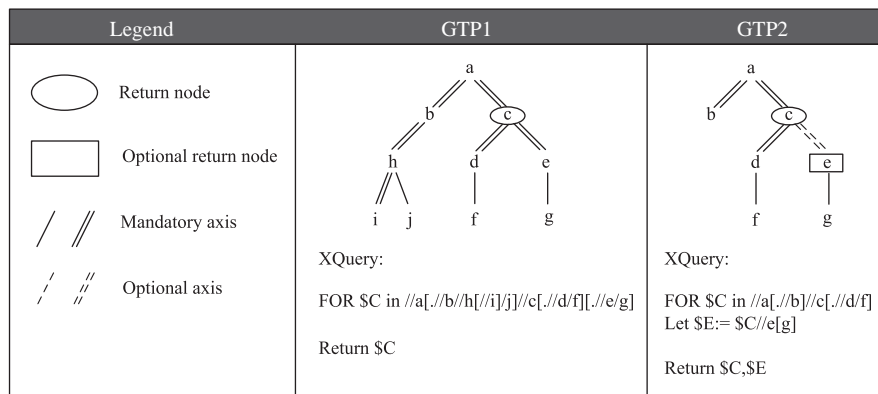 Legend
GTP1
GTP2
Return node
Optional return node
Mandatory axis
Optional axis
a
b
c
h
d
e
i
j
f
g
XQuery:
FOR $C in //a[.//b//h[//i]/j]//c[.//d/f][.//e/g]
Return $C
a
b
c
d
e
f
g
XQuery:
FOR $C in //a[.//b]//c[.//d/f]
Let $E:= $C//e[g]
Return $C,$E